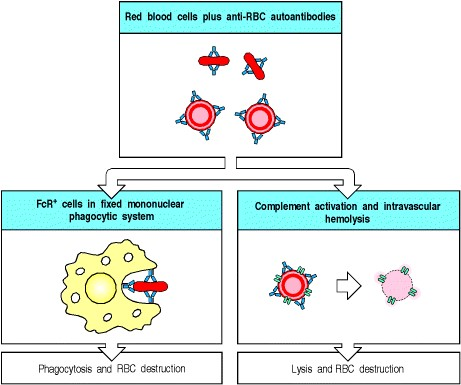 Red blood cells plus anti-RBC autoantibodies
FcR⁺ cells in fixed mononuclear
phagocytic system
Complement activation and intravascular
hemolysis
Phagocytosis and RBC destruction
Lysis and RBC destruction